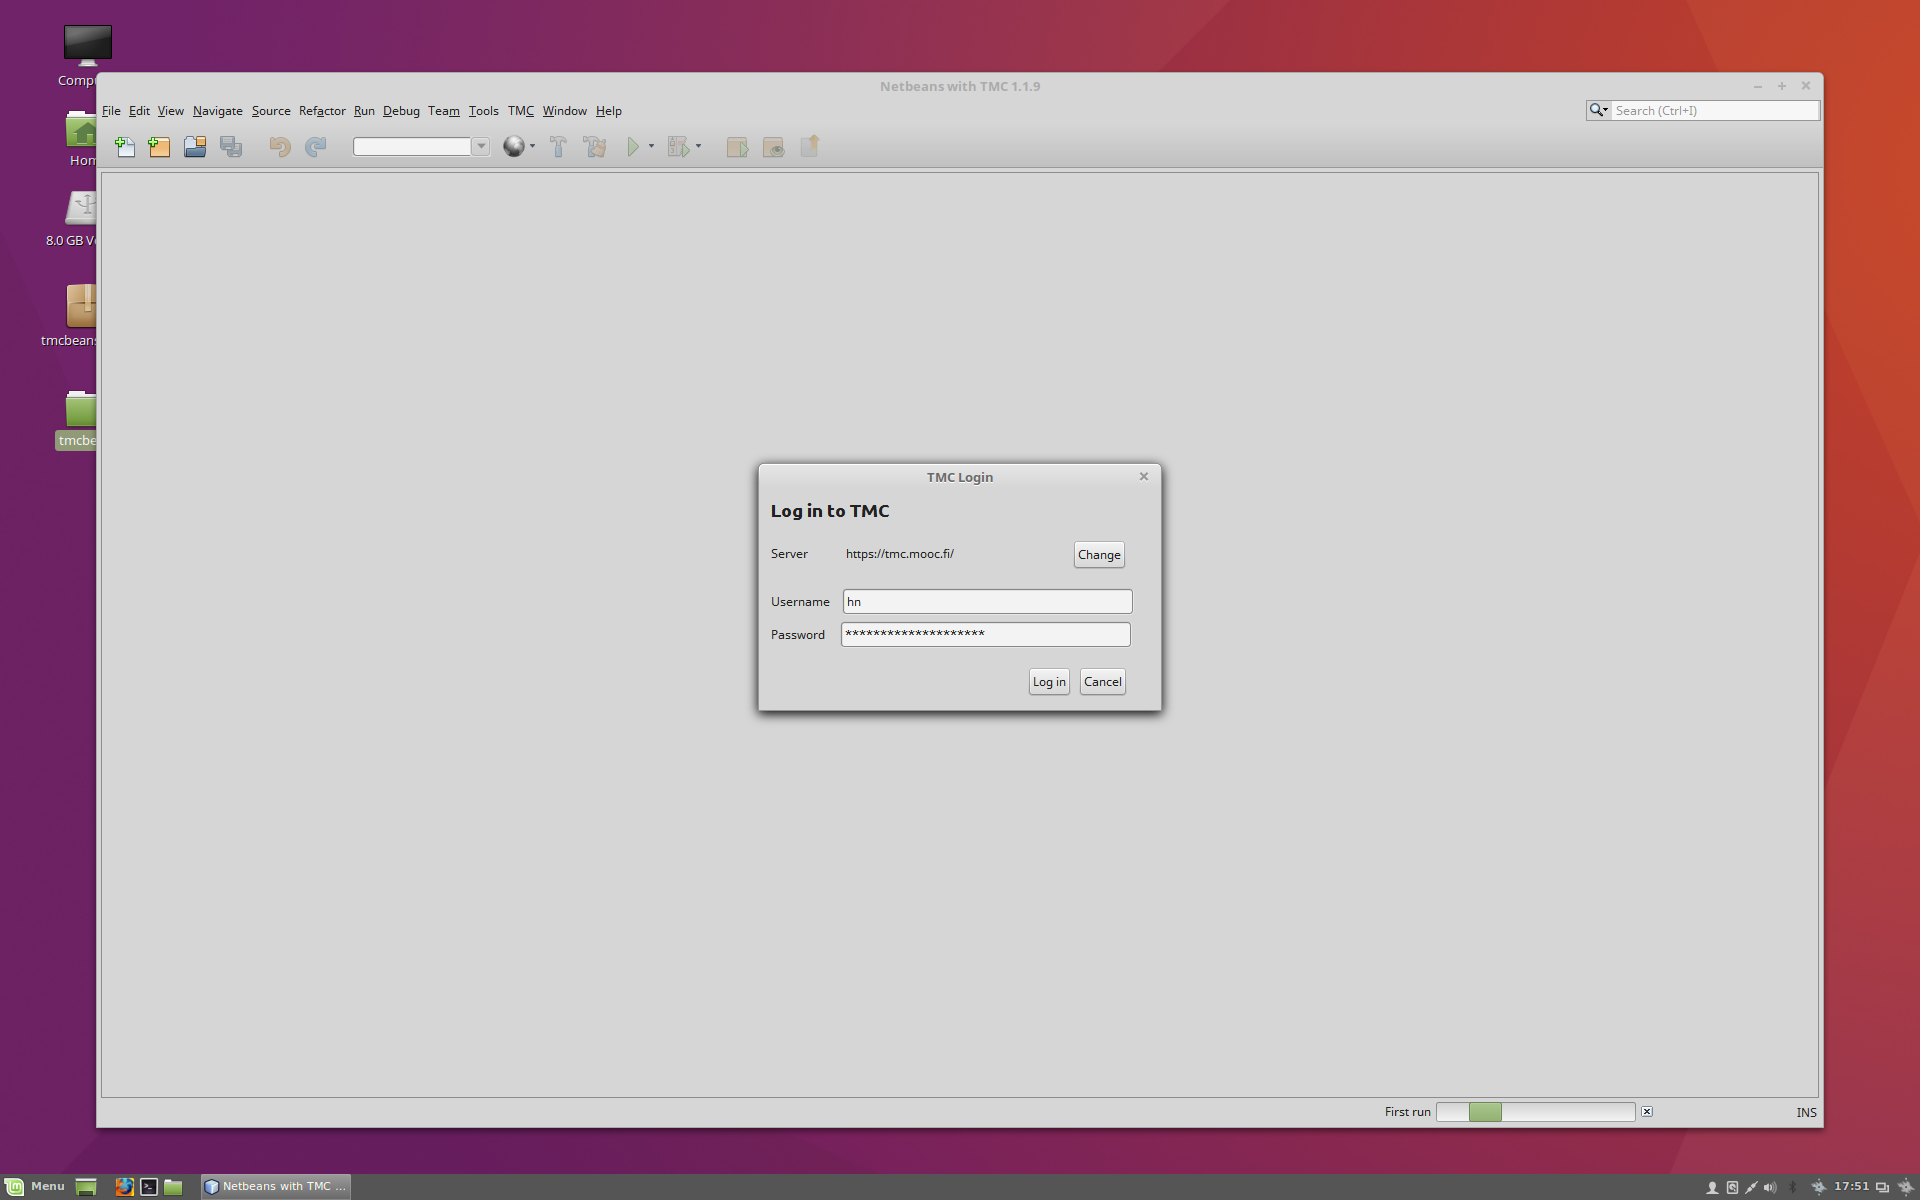 Comp
Hom
8.0 GB V
tmcbean
tmcbe
Netbeans with TMC 1.1.9
File Edit View Navigate Source Refactor Run Debug Team Tools TMC Window Help
Search (Ctrl+I)
TMC Login
Log in to TMC
Server https://tmc.mooc.fi/ Change
Username hn
Password ********************
Log in Cancel
First run
INS
Menu
Netbeans with TMC ...
17:51